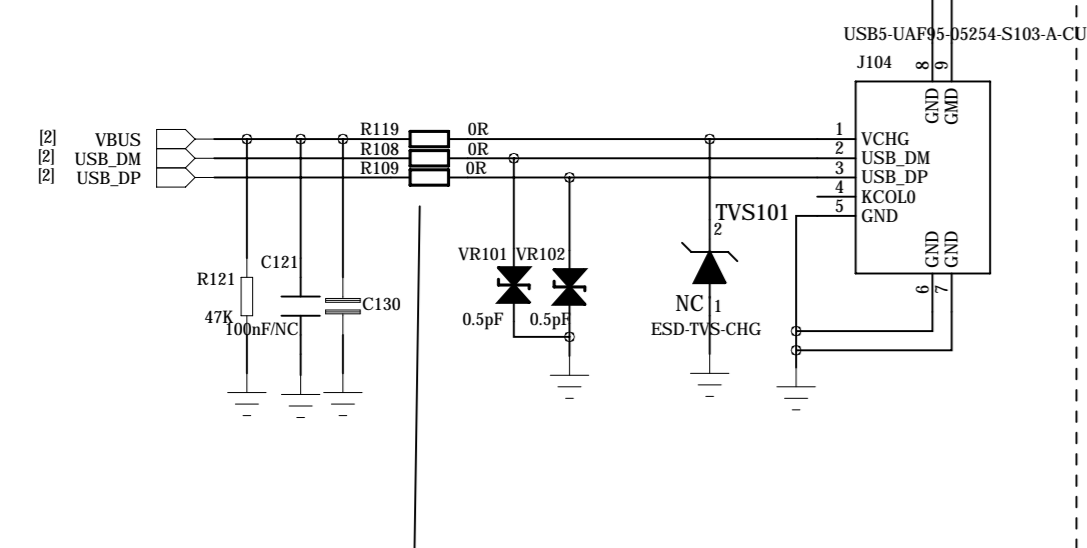 USB5-UAF95-05254-S103-A-CU
J104
8
9
GND
GMD
[2] VBUS
R119
0R
1
VCHG
[2] USB_DM
R108
0R
2
USB_DM
[2] USB_DP
R109
0R
3
USB_DP
4
KCOL0
5
GND
TVS101
2
GND
GND
VR101
VR102
C121
R121
6
7
C130
NC
1
47K
100nF/NC
0.5pF
0.5pF
ESD-TVS-CHG